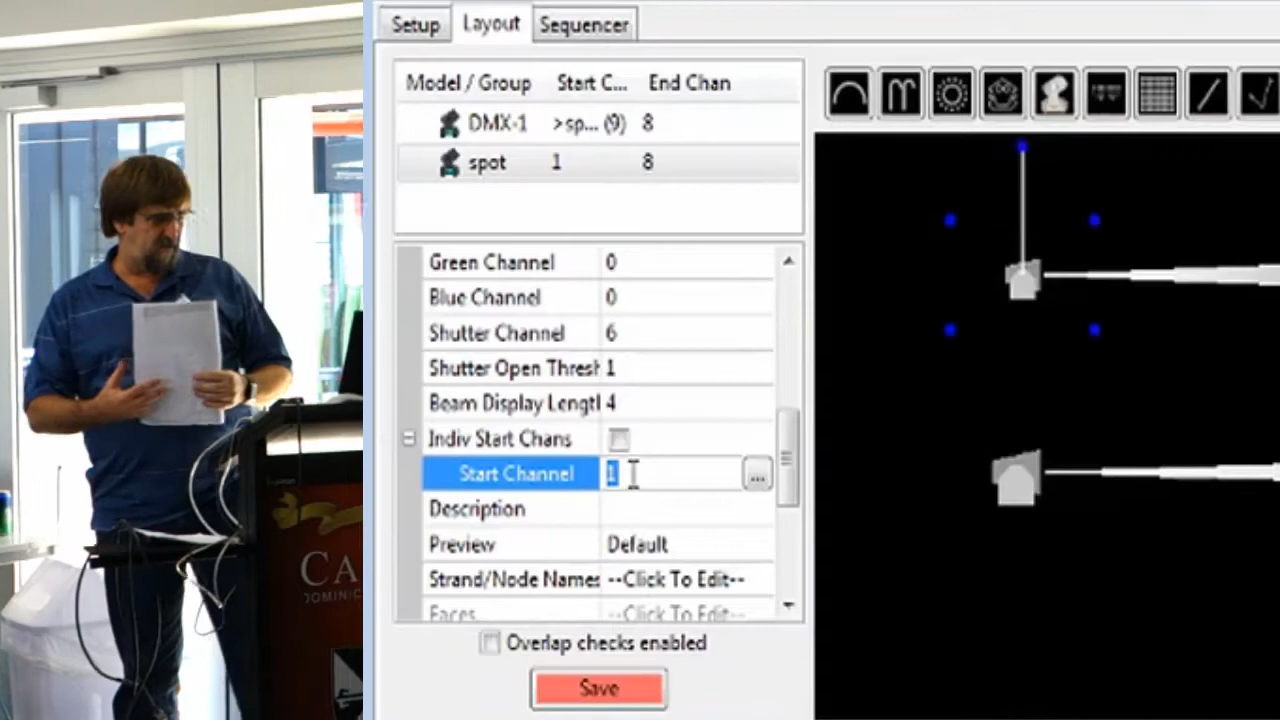 Setup Layout Sequencer
Model / Group Start C... End Chan
DMX-1 >sp... (9) 8
spot 1 8
Green Channel 0
Blue Channel 0
Shutter Channel 6
Shutter Open Thresh 1
Beam Display Lengtl 4
Indiv Start Chans
Start Channel 1 ...
Description
Preview Default
Strand/Node Names --Click To Edit--
Faces --Click To Edit--
Overlap checks enabled
Save
CA
DOMINIC